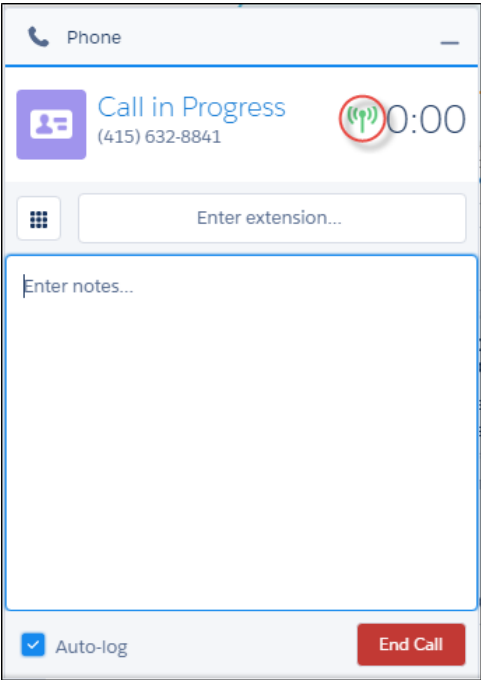 Phone
Call in Progress
(415) 632-8841
0:00
Enter extension...
Enter notes...
Auto-log
End Call